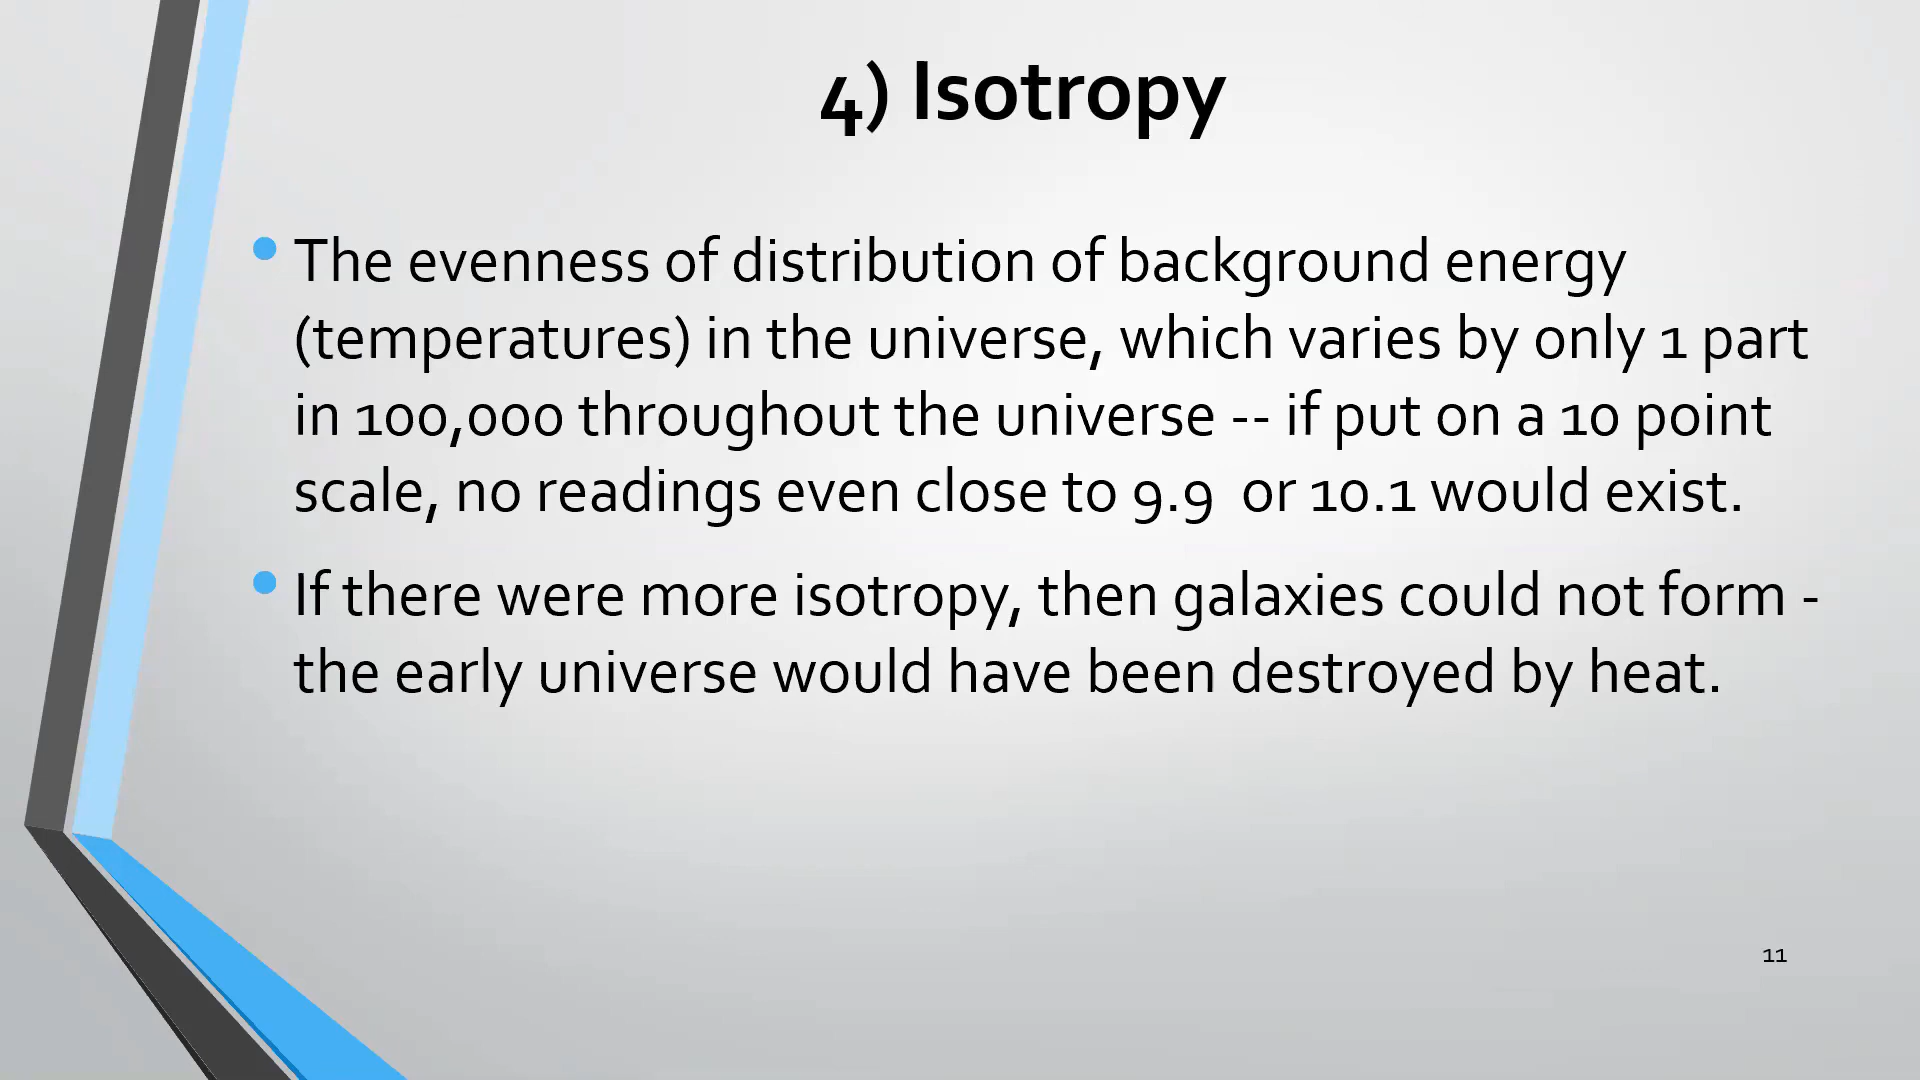 4) Isotropy
The evenness of distribution of background energy
(temperatures) in the universe, which varies by only 1 part
in 100,000 throughout the universe -- if put on a 10 point
scale, no readings even close to 9.9  or 10.1 would exist.
If there were more isotropy, then galaxies could not form -
the early universe would have been destroyed by heat.
11